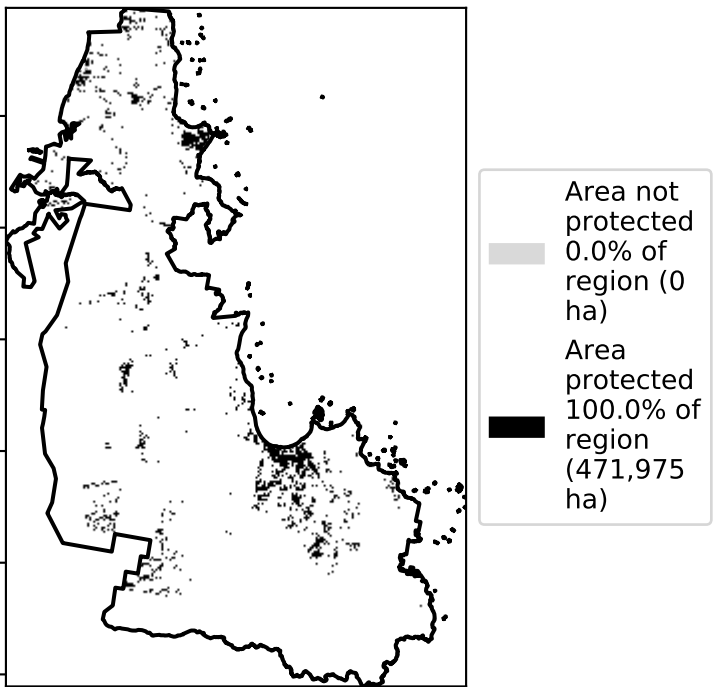 Area not
protected
0.0% of
region (0
ha)
Area
protected
100.0% of
region
(471,975
ha)